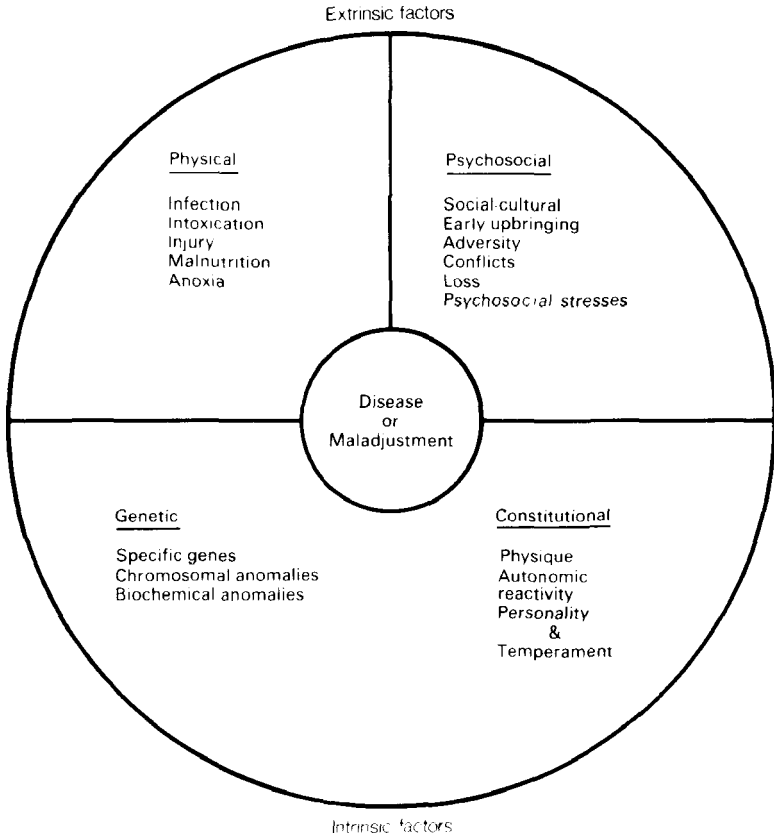 Extrinsic factors
Physical
Infection
Intoxication
Injury
Malnutrition
Anoxia
Psychosocial
Social-cultural
Early upbringing
Adversity
Conflicts
Loss
Psychosocial stresses
Disease
or
Maladjustment
Genetic
Specific genes
Chromosomal anomalies
Biochemical anomalies
Constitutional
Physique
Autonomic
reactivity
Personality
&
Temperament
Intrinsic factors